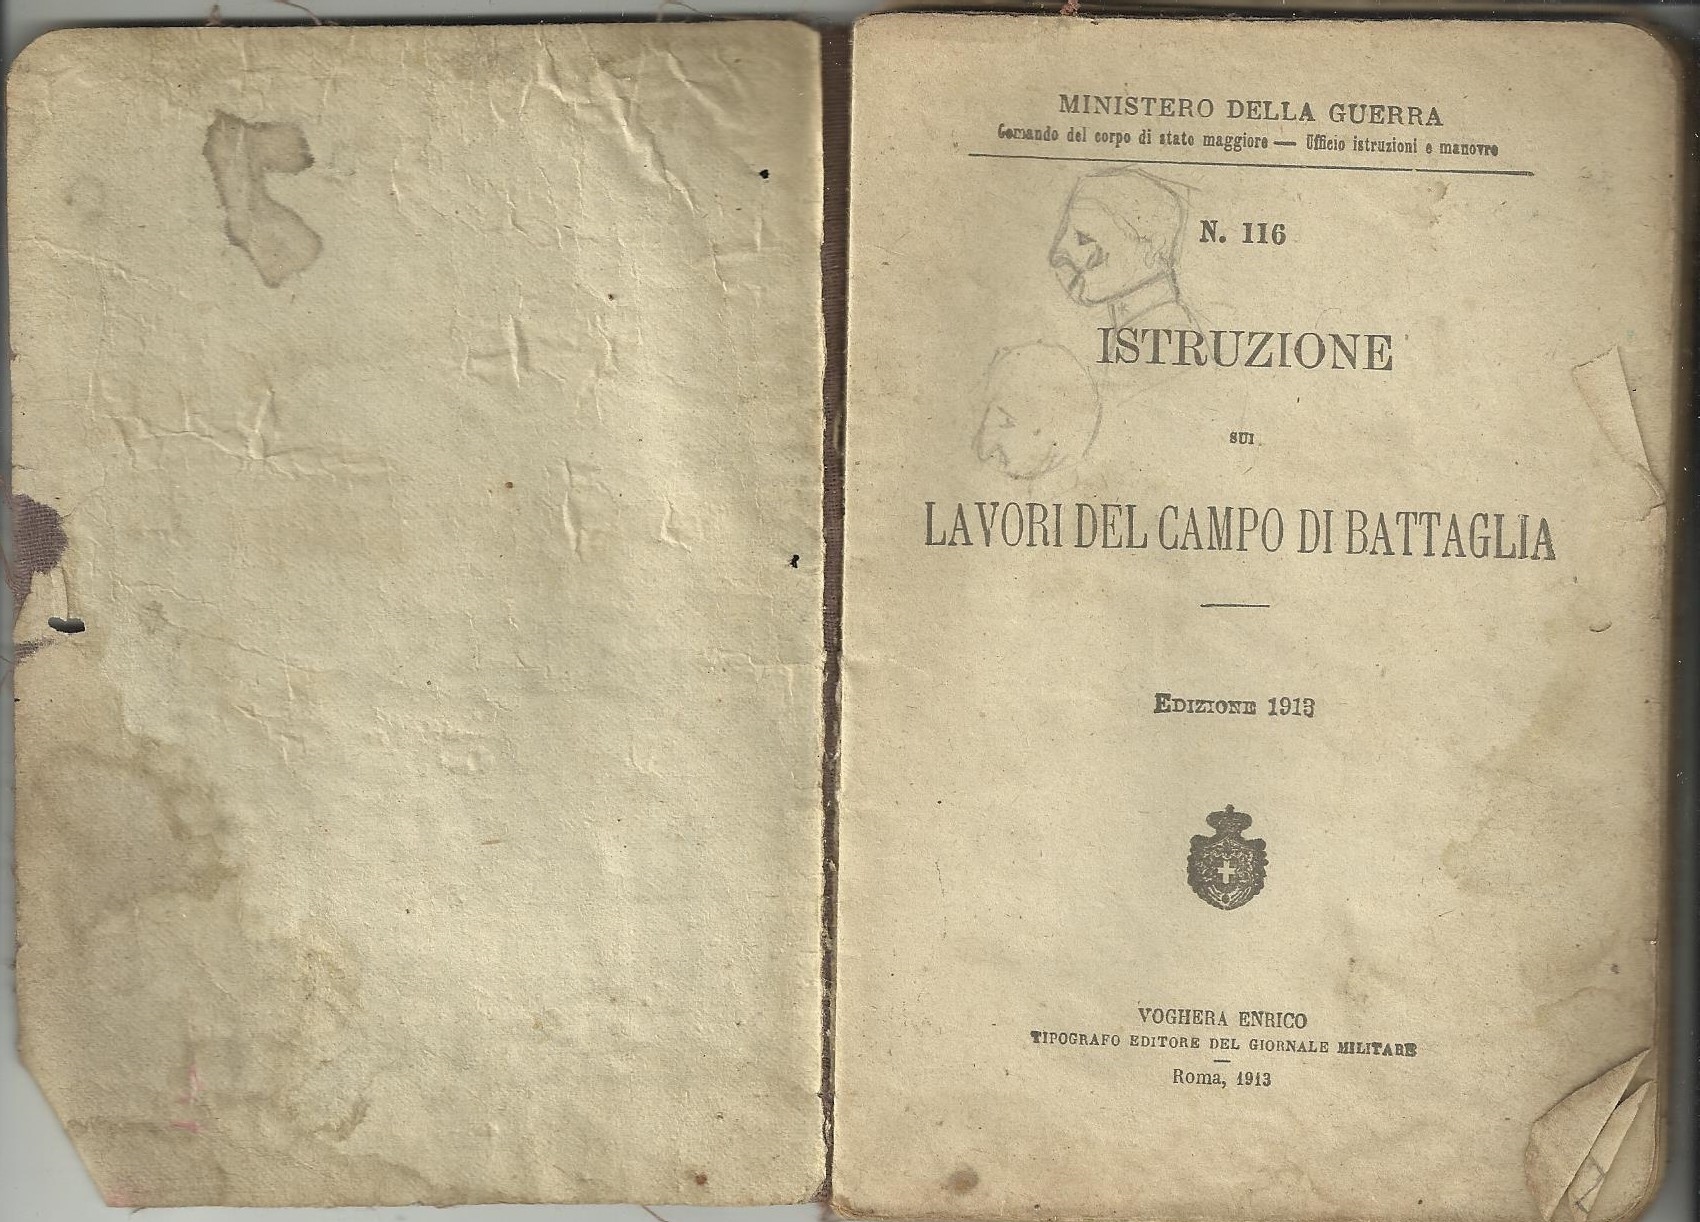 MINISTERO DELLA GUERRA
Comando del corpo di stato maggiore — Ufficio istruzioni e manovre
N. 116
ISTRUZIONE
SUI
LAVORI DEL CAMPO DI BATTAGLIA
EDIZIONE 1913
VOGHERA ENRICO
TIPOGRAFO EDITORE DEL GIORNALE MILITARE
Roma, 1913